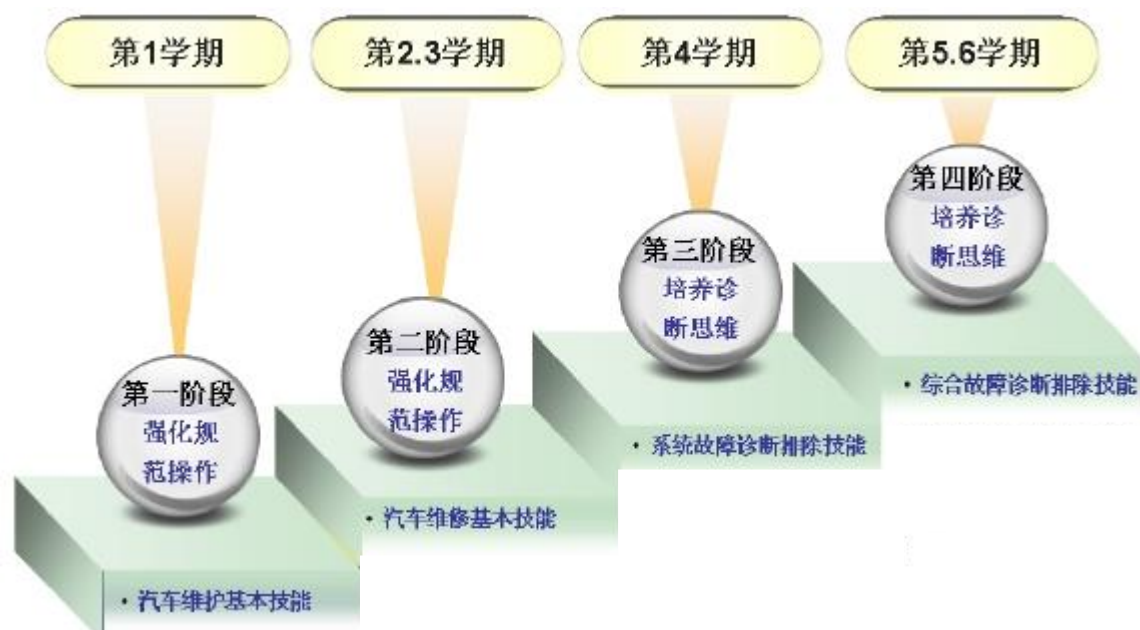 第1学期
第2.3学期
第4学期
第5.6学期
第四阶段
培养诊
断思维
第三阶段
培养诊
断思维
第二阶段
强化规
范操作
第一阶段
强化规
范操作
· 综合故障诊断排除技能
· 系统故障诊断排除技能
· 汽车维修基本技能
· 汽车维护基本技能